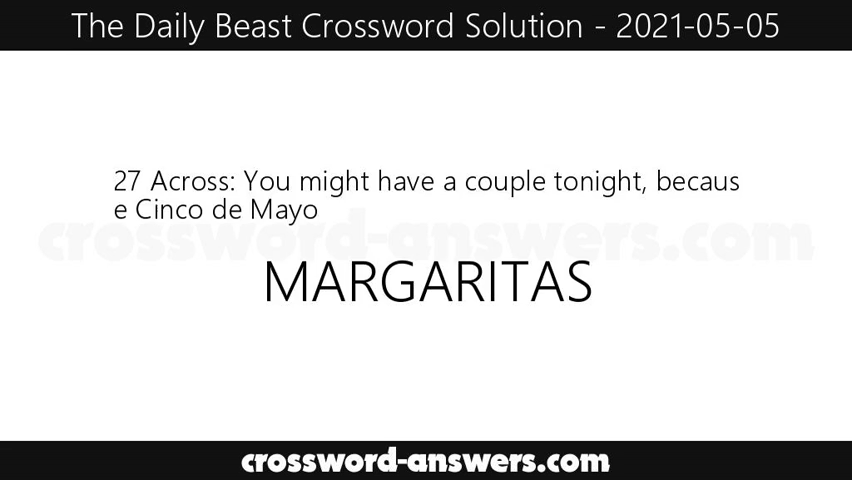 The Daily Beast Crossword Solution - 2021-05-05
27 Across: You might have a couple tonight, becaus
e Cinco de Mayo
crossword-answers.com
MARGARITAS
crossword-answers.com